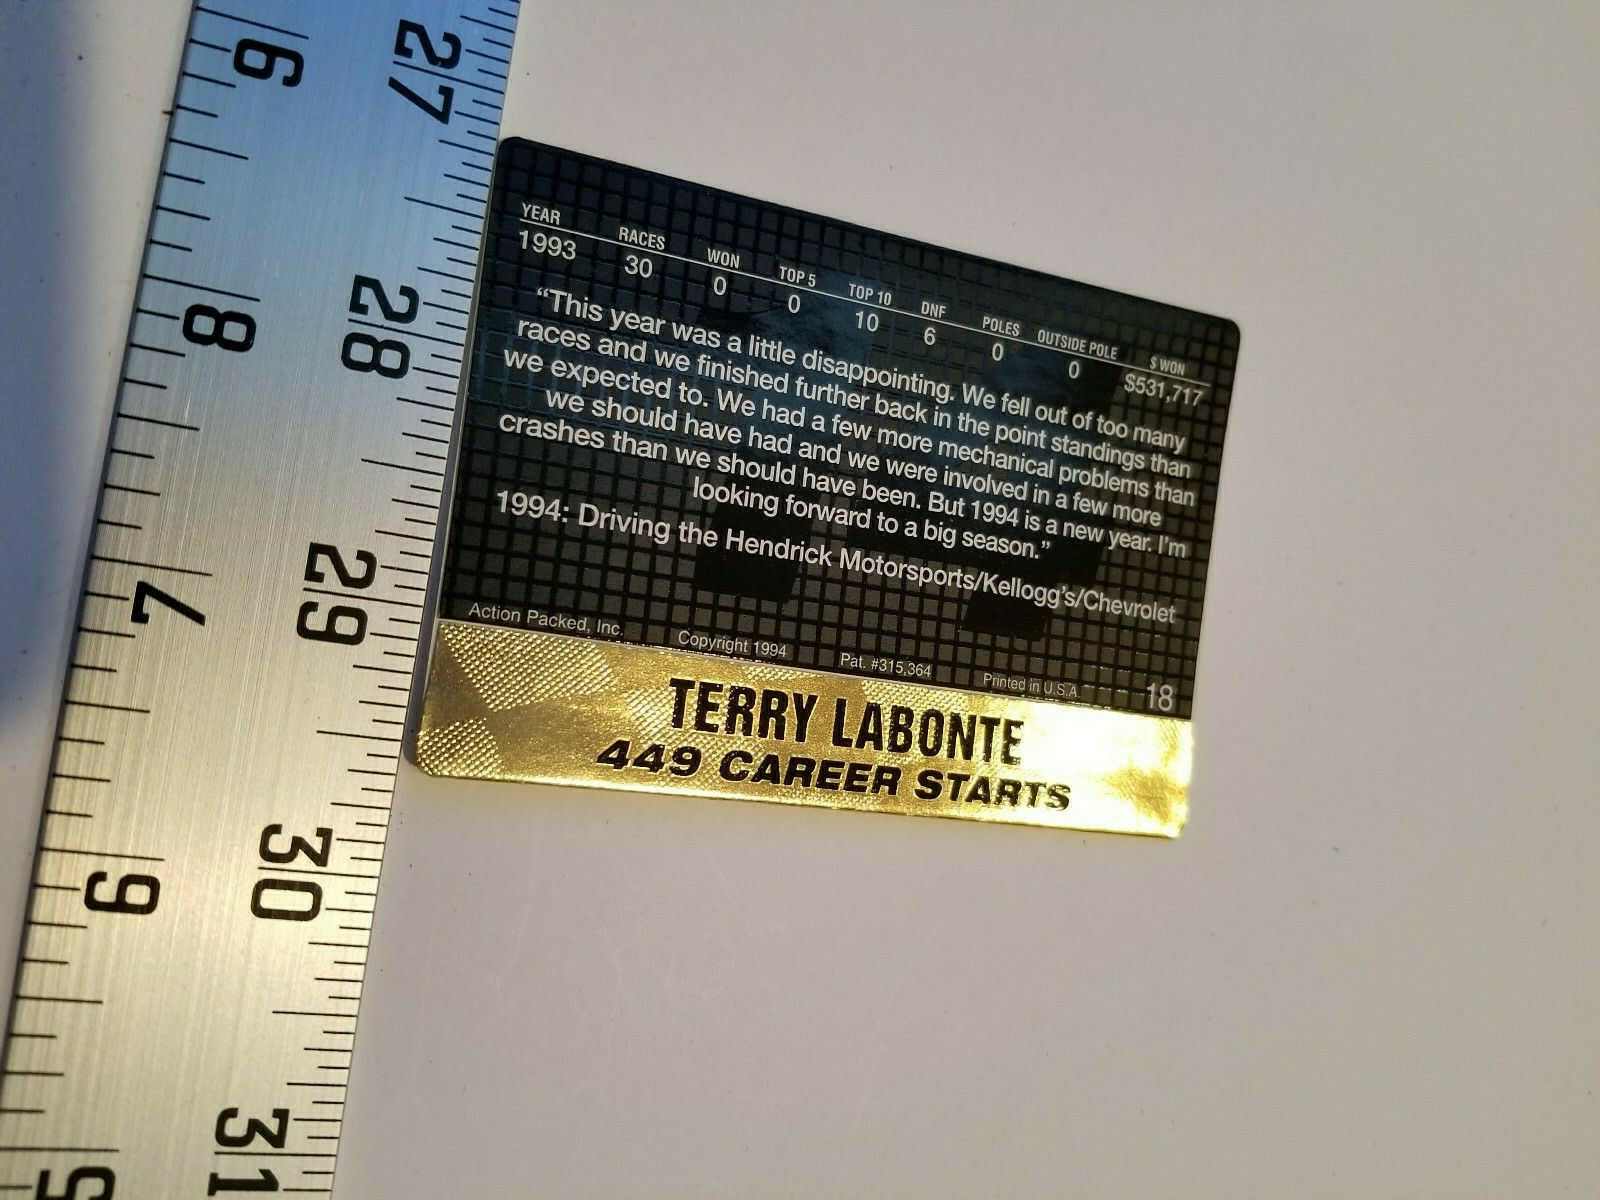 YEAR RACES WON TOP 5 TOP 10 DNF POLES OUTSIDE POLE $ WON
1993 30 0 0 10 6 0 0 $531,717
“This year was a little disappointing. We fell out of too many
races and we finished further back in the point standings than
we expected to. We had a few more mechanical problems than
we should have had and we were involved in a few more
crashes than we should have been. But 1994 is a new year. I’m
looking forward to a big season.”
1994: Driving the Hendrick Motorsports/Kellogg’s/Chevrolet
Action Packed, Inc. Copyright 1994 Pat. #315,364 Printed in U.S.A. 18
TERRY LABONTE
449 CAREER STARTS
27
28
29
30
31
6
8
7
9
5